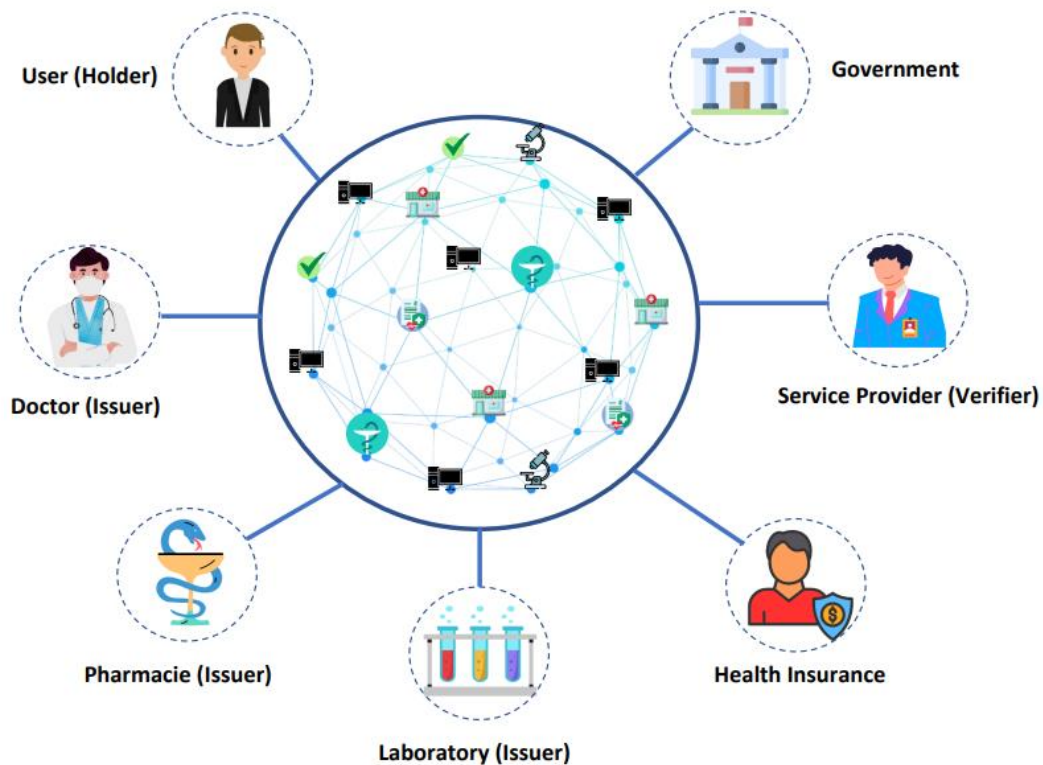 User (Holder)
Government
Doctor (Issuer)
Service Provider (Verifier)
Pharmacie (Issuer)
Health Insurance
Laboratory (Issuer)